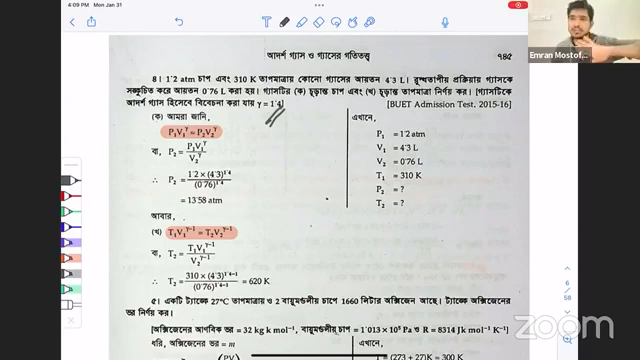 4:09 PM Mon Jan 31
Emran Mostof...
আদর্শ গ্যাস ও গ্যাসের গতিতত্ত্ব ৭৪৫
৪। 1·2 atm চাপ এবং 310 K তাপমাত্রায় কোনো গ্যাসের আয়তন 4·3 L। রুদ্ধতাপীয় প্রক্রিয়ায় গ্যাসকে
সঙ্কুচিত করে আয়তন 0·76 L করা হয়। গ্যাসটির (ক) চূড়ান্ত চাপ এবং (খ) চূড়ান্ত তাপমাত্রা নির্ণয় কর। [গ্যাসটিকে
আদর্শ গ্যাস হিসেবে বিবেচনা করা যায় γ = 1·4] [BUET Admission Test. 2015-16]
(ক) আমরা জানি,
P₁V₁^γ = P₂V₂^γ
বা, P₂ = P₁V₁^γ / V₂^γ
∴ P₂ = 1·2 × (4·3)^1·4 / (0·76)^1·4
= 13·58 atm
আবার,
(খ) T₁V₁^γ−1 = T₂V₂^γ−1
বা, T₂ = T₁V₁^γ−1 / V₂^γ−1
∴ T₂ = 310 × (4·3)^1·4−1 / (0·76)^1·4−1 = 620 K
এখানে,
P₁ = 1·2 atm
V₁ = 4·3 L
V₂ = 0·76 L
T₁ = 310 K
P₂ = ?
T₂ = ?
৫। একটি ট্যাঙ্কে 27°C তাপমাত্রায় ও 2 বায়ুমণ্ডলীয় চাপে 1660 লিটার অক্সিজেন আছে। ট্যাঙ্কে অক্সিজেনের
ভর নির্ণয় কর।
[অক্সিজেনের আণবিক ভর = 32 kg k mol⁻¹, বায়ুমণ্ডলীয় চাপ = 1·013 × 10⁵ Pa ও R = 8314 Jk mol⁻¹ K⁻¹]
ধরি, অক্সিজেনের ভর = m
এখানে,
(PV)
= (273 + 27)K = 300 K
6
58
zoom